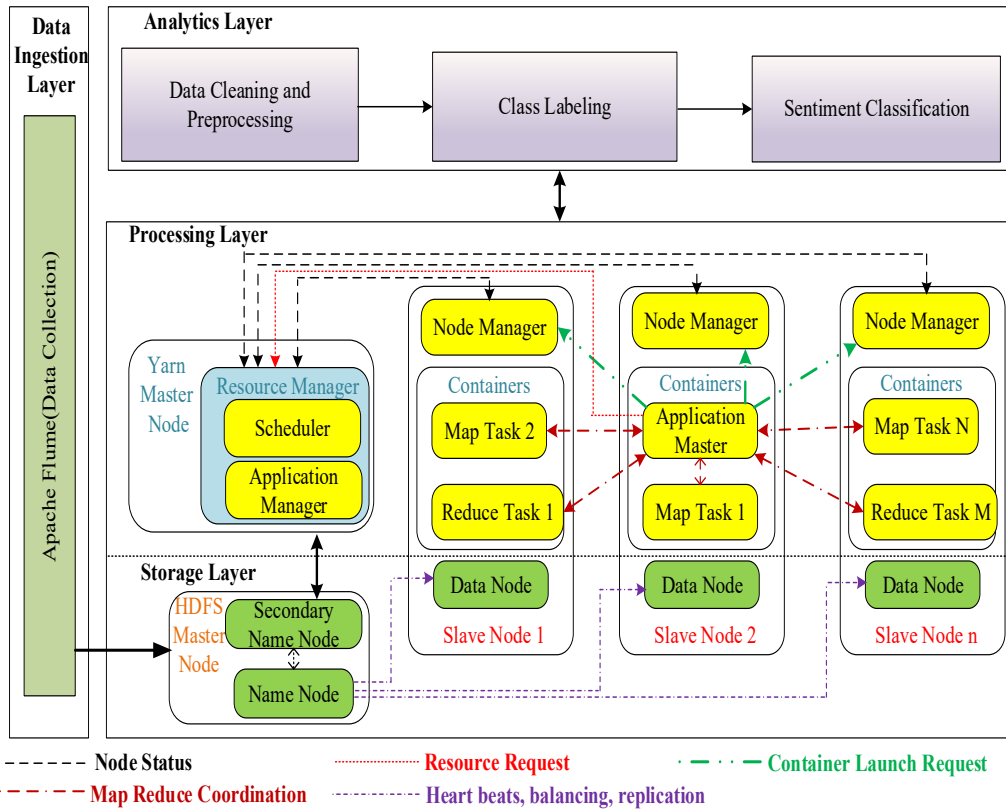 Data
Ingestion
Layer
Apache Flume(Data Collection)
Analytics Layer
Data Cleaning and
Preprocessing
Class Labeling
Sentiment Classification
Processing Layer
Yarn
Master
Node
Resource Manager
Scheduler
Application
Manager
Node Manager
Containers
Map Task 2
Reduce Task 1
Node Manager
Containers
Application
Master
Map Task 1
Node Manager
Containers
Map Task N
Reduce Task M
Storage Layer
HDFS
Master
Node
Secondary
Name Node
Name Node
Data Node
Slave Node 1
Data Node
Slave Node 2
Data Node
Slave Node n
Node Status
Resource Request
Container Launch Request
Map Reduce Coordination
Heart beats, balancing, replication